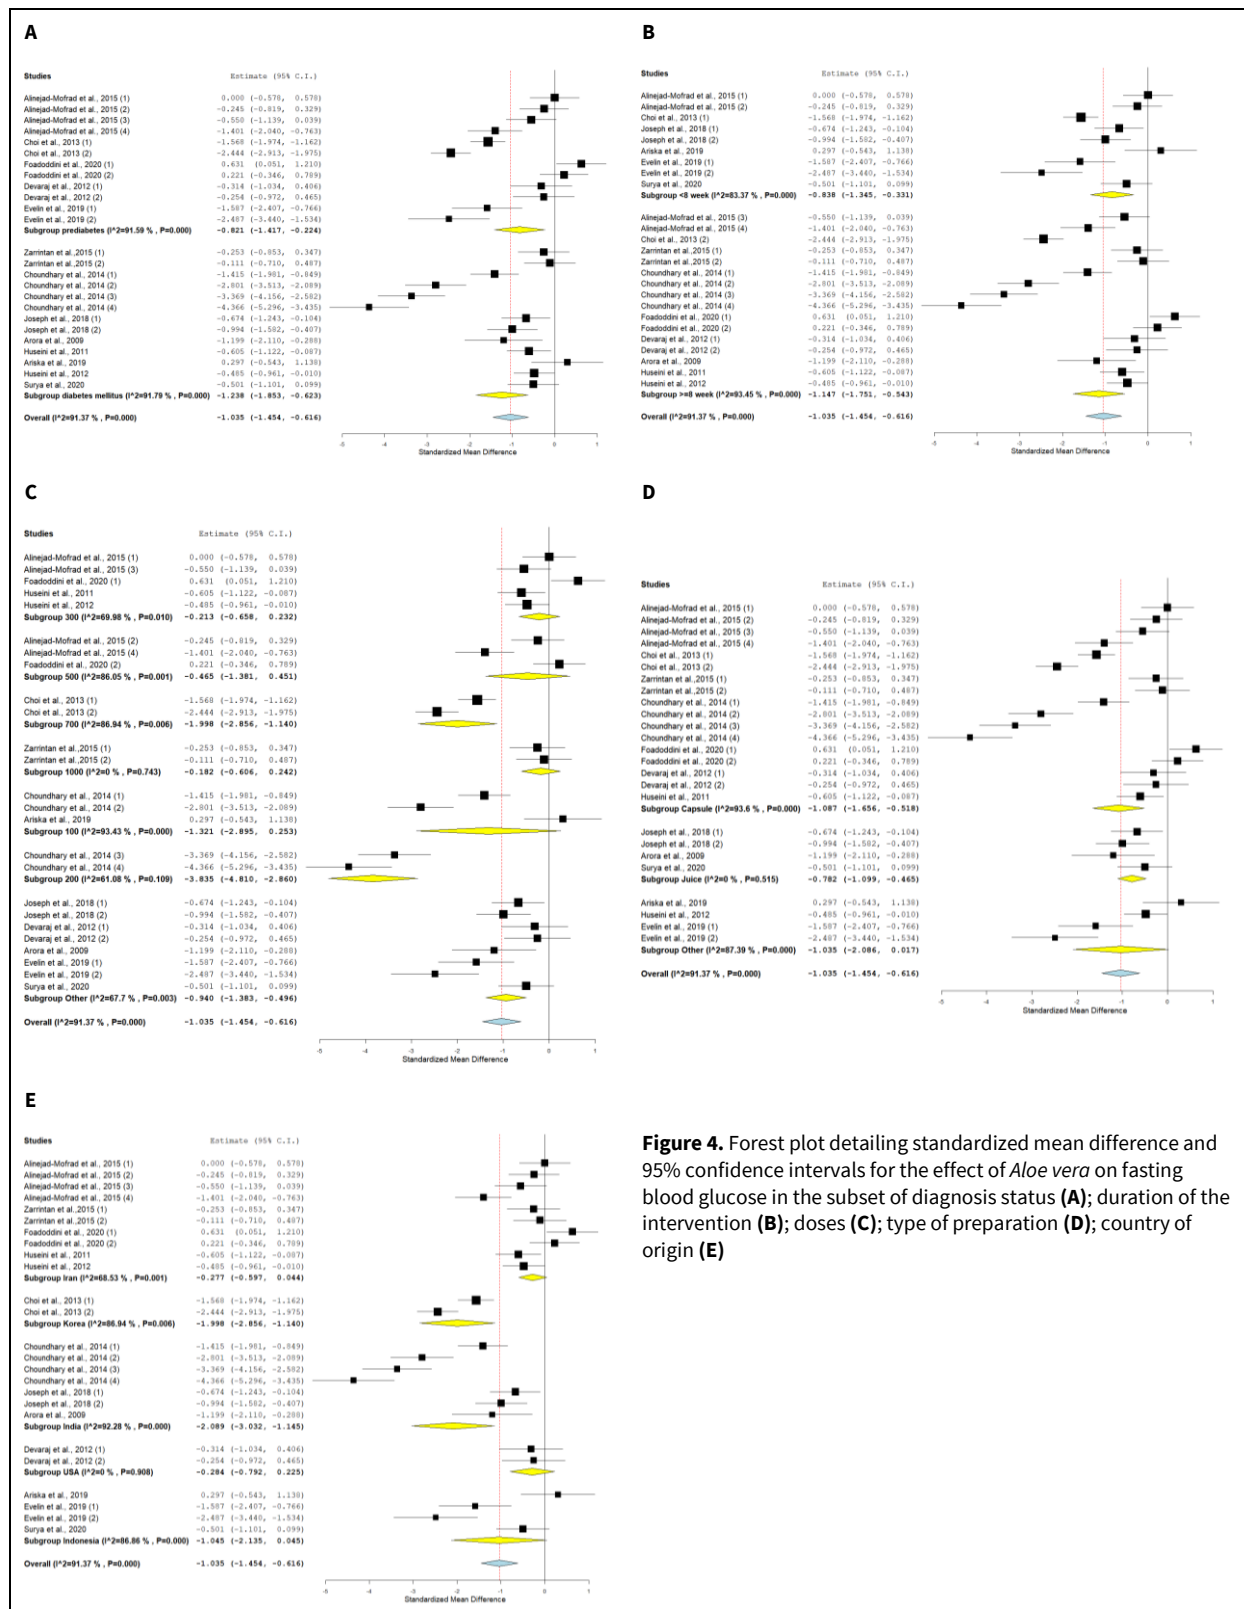 A
Studies Estimate (95% C.I.)
Alinejad-Mofrad et al., 2015 (1) 0.000 (-0.578, 0.578)
Alinejad-Mofrad et al., 2015 (2) -0.245 (-0.819, 0.329)
Alinejad-Mofrad et al., 2015 (3) -0.550 (-1.139, 0.039)
Alinejad-Mofrad et al., 2015 (4) -1.401 (-2.040, -0.763)
Choi et al., 2013 (1) -1.568 (-1.974, -1.162)
Choi et al., 2013 (2) -2.444 (-2.913, -1.975)
Foadoddini et al., 2020 (1) 0.631 (0.051, 1.210)
Foadoddini et al., 2020 (2) 0.221 (-0.346, 0.789)
Devaraj et al., 2012 (1) -0.314 (-1.034, 0.406)
Devaraj et al., 2012 (2) -0.254 (-0.972, 0.465)
Evelin et al., 2019 (1) -1.587 (-2.407, -0.766)
Evelin et al., 2019 (2) -2.487 (-3.440, -1.534)
Subgroup prediabetes (I^2=91.59 % , P=0.000) -0.821 (-1.417, -0.224)
Zarrintan et al.,2015 (1) -0.253 (-0.853, 0.347)
Zarrintan et al.,2015 (2) -0.111 (-0.710, 0.487)
Choundhary et al., 2014 (1) -1.415 (-1.981, -0.849)
Choundhary et al., 2014 (2) -2.801 (-3.513, -2.089)
Choundhary et al., 2014 (3) -3.369 (-4.156, -2.582)
Choundhary et al., 2014 (4) -4.366 (-5.296, -3.435)
Joseph et al., 2018 (1) -0.674 (-1.243, -0.104)
Joseph et al., 2018 (2) -0.994 (-1.582, -0.407)
Arora et al., 2009 -1.199 (-2.110, -0.288)
Huseini et al., 2011 -0.605 (-1.122, -0.087)
Ariska et al., 2019 0.297 (-0.543, 1.138)
Huseini et al., 2012 -0.485 (-0.961, -0.010)
Surya et al., 2020 -0.501 (-1.101, 0.099)
Subgroup diabetes mellitus (I^2=91.79 % , P=0.000) -1.238 (-1.853, -0.623)
Overall (I^2=91.37 % , P=0.000) -1.035 (-1.454, -0.616)
-5 -4 -3 -2 -1 0 1
Standardized Mean Difference
B
Studies Estimate (95% C.I.)
Alinejad-Mofrad et al., 2015 (1) 0.000 (-0.578, 0.578)
Alinejad-Mofrad et al., 2015 (2) -0.245 (-0.819, 0.329)
Choi et al., 2013 (1) -1.568 (-1.974, -1.162)
Joseph et al., 2018 (1) -0.674 (-1.243, -0.104)
Joseph et al., 2018 (2) -0.994 (-1.582, -0.407)
Ariska et al., 2019 0.297 (-0.543, 1.138)
Evelin et al., 2019 (1) -1.587 (-2.407, -0.766)
Evelin et al., 2019 (2) -2.487 (-3.440, -1.534)
Surya et al., 2020 -0.501 (-1.101, 0.099)
Subgroup <8 week (I^2=83.37 % , P=0.000) -0.838 (-1.345, -0.331)
Alinejad-Mofrad et al., 2015 (3) -0.550 (-1.139, 0.039)
Alinejad-Mofrad et al., 2015 (4) -1.401 (-2.040, -0.763)
Choi et al., 2013 (2) -2.444 (-2.913, -1.975)
Zarrintan et al.,2015 (1) -0.253 (-0.853, 0.347)
Zarrintan et al.,2015 (2) -0.111 (-0.710, 0.487)
Choundhary et al., 2014 (1) -1.415 (-1.981, -0.849)
Choundhary et al., 2014 (2) -2.801 (-3.513, -2.089)
Choundhary et al., 2014 (3) -3.369 (-4.156, -2.582)
Choundhary et al., 2014 (4) -4.366 (-5.296, -3.435)
Foadoddini et al., 2020 (1) 0.631 (0.051, 1.210)
Foadoddini et al., 2020 (2) 0.221 (-0.346, 0.789)
Devaraj et al., 2012 (1) -0.314 (-1.034, 0.406)
Devaraj et al., 2012 (2) -0.254 (-0.972, 0.465)
Arora et al., 2009 -1.199 (-2.110, -0.288)
Huseini et al., 2011 -0.605 (-1.122, -0.087)
Huseini et al., 2012 -0.485 (-0.961, -0.010)
Subgroup >=8 week (I^2=93.45 % , P=0.000) -1.147 (-1.751, -0.543)
Overall (I^2=91.37 % , P=0.000) -1.035 (-1.454, -0.616)
-5 -4 -3 -2 -1 0 1
Standardized Mean Difference
C
Studies Estimate (95% C.I.)
Alinejad-Mofrad et al., 2015 (1) 0.000 (-0.578, 0.578)
Alinejad-Mofrad et al., 2015 (3) -0.550 (-1.139, 0.039)
Foadoddini et al., 2020 (1) 0.631 (0.051, 1.210)
Huseini et al., 2011 -0.605 (-1.122, -0.087)
Huseini et al., 2012 -0.485 (-0.961, -0.010)
Subgroup 300 (I^2=69.98 % , P=0.010) -0.213 (-0.658, 0.232)
Alinejad-Mofrad et al., 2015 (2) -0.245 (-0.819, 0.329)
Alinejad-Mofrad et al., 2015 (4) -1.401 (-2.040, -0.763)
Foadoddini et al., 2020 (2) 0.221 (-0.346, 0.789)
Subgroup 500 (I^2=86.05 % , P=0.001) -0.465 (-1.381, 0.451)
Choi et al., 2013 (1) -1.568 (-1.974, -1.162)
Choi et al., 2013 (2) -2.444 (-2.913, -1.975)
Subgroup 700 (I^2=86.94 % , P=0.006) -1.998 (-2.856, -1.140)
Zarrintan et al.,2015 (1) -0.253 (-0.853, 0.347)
Zarrintan et al.,2015 (2) -0.111 (-0.710, 0.487)
Subgroup 1000 (I^2=0 % , P=0.743) -0.182 (-0.606, 0.242)
Choundhary et al., 2014 (1) -1.415 (-1.981, -0.849)
Choundhary et al., 2014 (2) -2.801 (-3.513, -2.089)
Ariska et al., 2019 0.297 (-0.543, 1.138)
Subgroup 100 (I^2=93.43 % , P=0.000) -1.321 (-2.895, 0.253)
Choundhary et al., 2014 (3) -3.369 (-4.156, -2.582)
Choundhary et al., 2014 (4) -4.366 (-5.296, -3.435)
Subgroup 200 (I^2=61.08 % , P=0.109) -3.835 (-4.810, -2.860)
Joseph et al., 2018 (1) -0.674 (-1.243, -0.104)
Joseph et al., 2018 (2) -0.994 (-1.582, -0.407)
Devaraj et al., 2012 (1) -0.314 (-1.034, 0.406)
Devaraj et al., 2012 (2) -0.254 (-0.972, 0.465)
Arora et al., 2009 -1.199 (-2.110, -0.288)
Evelin et al., 2019 (1) -1.587 (-2.407, -0.766)
Evelin et al., 2019 (2) -2.487 (-3.440, -1.534)
Surya et al., 2020 -0.501 (-1.101, 0.099)
Subgroup Other (I^2=67.7 % , P=0.003) -0.940 (-1.383, -0.496)
Overall (I^2=91.37 % , P=0.000) -1.035 (-1.454, -0.616)
-5 -4 -3 -2 -1 0 1
Standardized Mean Difference
D
Studies Estimate (95% C.I.)
Alinejad-Mofrad et al., 2015 (1) 0.000 (-0.578, 0.578)
Alinejad-Mofrad et al., 2015 (2) -0.245 (-0.819, 0.329)
Alinejad-Mofrad et al., 2015 (3) -0.550 (-1.139, 0.039)
Alinejad-Mofrad et al., 2015 (4) -1.401 (-2.040, -0.763)
Choi et al., 2013 (1) -1.568 (-1.974, -1.162)
Choi et al., 2013 (2) -2.444 (-2.913, -1.975)
Zarrintan et al.,2015 (1) -0.253 (-0.853, 0.347)
Zarrintan et al.,2015 (2) -0.111 (-0.710, 0.487)
Choundhary et al., 2014 (1) -1.415 (-1.981, -0.849)
Choundhary et al., 2014 (2) -2.801 (-3.513, -2.089)
Choundhary et al., 2014 (3) -3.369 (-4.156, -2.582)
Choundhary et al., 2014 (4) -4.366 (-5.296, -3.435)
Foadoddini et al., 2020 (1) 0.631 (0.051, 1.210)
Foadoddini et al., 2020 (2) 0.221 (-0.346, 0.789)
Devaraj et al., 2012 (1) -0.314 (-1.034, 0.406)
Devaraj et al., 2012 (2) -0.254 (-0.972, 0.465)
Huseini et al., 2011 -0.605 (-1.122, -0.087)
Subgroup Capsule (I^2=93.6 % , P=0.000) -1.087 (-1.656, -0.518)
Joseph et al., 2018 (1) -0.674 (-1.243, -0.104)
Joseph et al., 2018 (2) -0.994 (-1.582, -0.407)
Arora et al., 2009 -1.199 (-2.110, -0.288)
Surya et al., 2020 -0.501 (-1.101, 0.099)
Subgroup Juice (I^2=0 % , P=0.515) -0.782 (-1.099, -0.465)
Ariska et al., 2019 0.297 (-0.543, 1.138)
Huseini et al., 2012 -0.485 (-0.961, -0.010)
Evelin et al., 2019 (1) -1.587 (-2.407, -0.766)
Evelin et al., 2019 (2) -2.487 (-3.440, -1.534)
Subgroup Other (I^2=87.39 % , P=0.000) -1.035 (-2.086, 0.017)
Overall (I^2=91.37 % , P=0.000) -1.035 (-1.454, -0.616)
-5 -4 -3 -2 -1 0 1
Standardized Mean Difference
E
Studies Estimate (95% C.I.)
Alinejad-Mofrad et al., 2015 (1) 0.000 (-0.578, 0.578)
Alinejad-Mofrad et al., 2015 (2) -0.245 (-0.819, 0.329)
Alinejad-Mofrad et al., 2015 (3) -0.550 (-1.139, 0.039)
Alinejad-Mofrad et al., 2015 (4) -1.401 (-2.040, -0.763)
Zarrintan et al.,2015 (1) -0.253 (-0.853, 0.347)
Zarrintan et al.,2015 (2) -0.111 (-0.710, 0.487)
Foadoddini et al., 2020 (1) 0.631 (0.051, 1.210)
Foadoddini et al., 2020 (2) 0.221 (-0.346, 0.789)
Huseini et al., 2011 -0.605 (-1.122, -0.087)
Huseini et al., 2012 -0.485 (-0.961, -0.010)
Subgroup Iran (I^2=68.53 % , P=0.001) -0.277 (-0.597, 0.044)
Choi et al., 2013 (1) -1.568 (-1.974, -1.162)
Choi et al., 2013 (2) -2.444 (-2.913, -1.975)
Subgroup Korea (I^2=86.94 % , P=0.006) -1.998 (-2.856, -1.140)
Choundhary et al., 2014 (1) -1.415 (-1.981, -0.849)
Choundhary et al., 2014 (2) -2.801 (-3.513, -2.089)
Choundhary et al., 2014 (3) -3.369 (-4.156, -2.582)
Choundhary et al., 2014 (4) -4.366 (-5.296, -3.435)
Joseph et al., 2018 (1) -0.674 (-1.243, -0.104)
Joseph et al., 2018 (2) -0.994 (-1.582, -0.407)
Arora et al., 2009 -1.199 (-2.110, -0.288)
Subgroup India (I^2=92.28 % , P=0.000) -2.089 (-3.032, -1.145)
Devaraj et al., 2012 (1) -0.314 (-1.034, 0.406)
Devaraj et al., 2012 (2) -0.254 (-0.972, 0.465)
Subgroup USA (I^2=0 % , P=0.908) -0.284 (-0.792, 0.225)
Ariska et al., 2019 0.297 (-0.543, 1.138)
Evelin et al., 2019 (1) -1.587 (-2.407, -0.766)
Evelin et al., 2019 (2) -2.487 (-3.440, -1.534)
Surya et al., 2020 -0.501 (-1.101, 0.099)
Subgroup Indonesia (I^2=86.86 % , P=0.000) -1.045 (-2.135, 0.045)
Overall (I^2=91.37 % , P=0.000) -1.035 (-1.454, -0.616)
-5 -4 -3 -2 -1 0 1
Standardized Mean Difference
Figure 4. Forest plot detailing standardized mean difference and
95% confidence intervals for the effect of Aloe vera on fasting
blood glucose in the subset of diagnosis status (A); duration of the
intervention (B); doses (C); type of preparation (D); country of
origin (E)